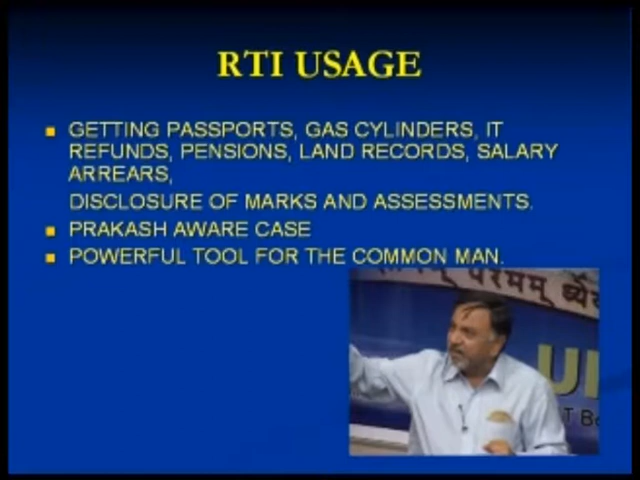 RTI USAGE
GETTING PASSPORTS, GAS CYLINDERS, IT
REFUNDS, PENSIONS, LAND RECORDS, SALARY
ARREARS,
DISCLOSURE OF MARKS AND ASSESSMENTS.
PRAKASH AWARE CASE
POWERFUL TOOL FOR THE COMMON MAN.
परमम् ध्ये